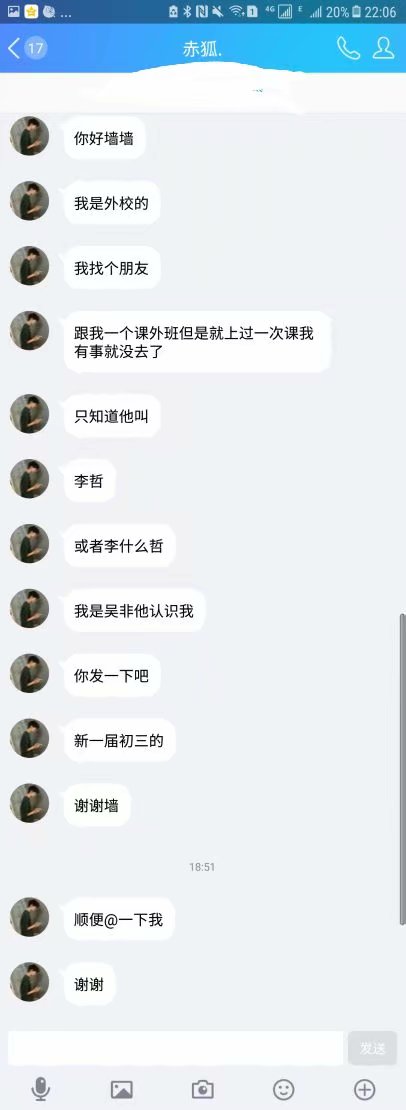 4G
E
20%
22:06
17
赤狐.
你好墙墙
我是外校的
我找个朋友
跟我一个课外班但是就上过一次课我
有事就没去了
只知道他叫
李哲
或者李什么哲
我是吴非他认识我
你发一下吧
新一届初三的
谢谢墙
18:51
顺便@一下我
谢谢
发送